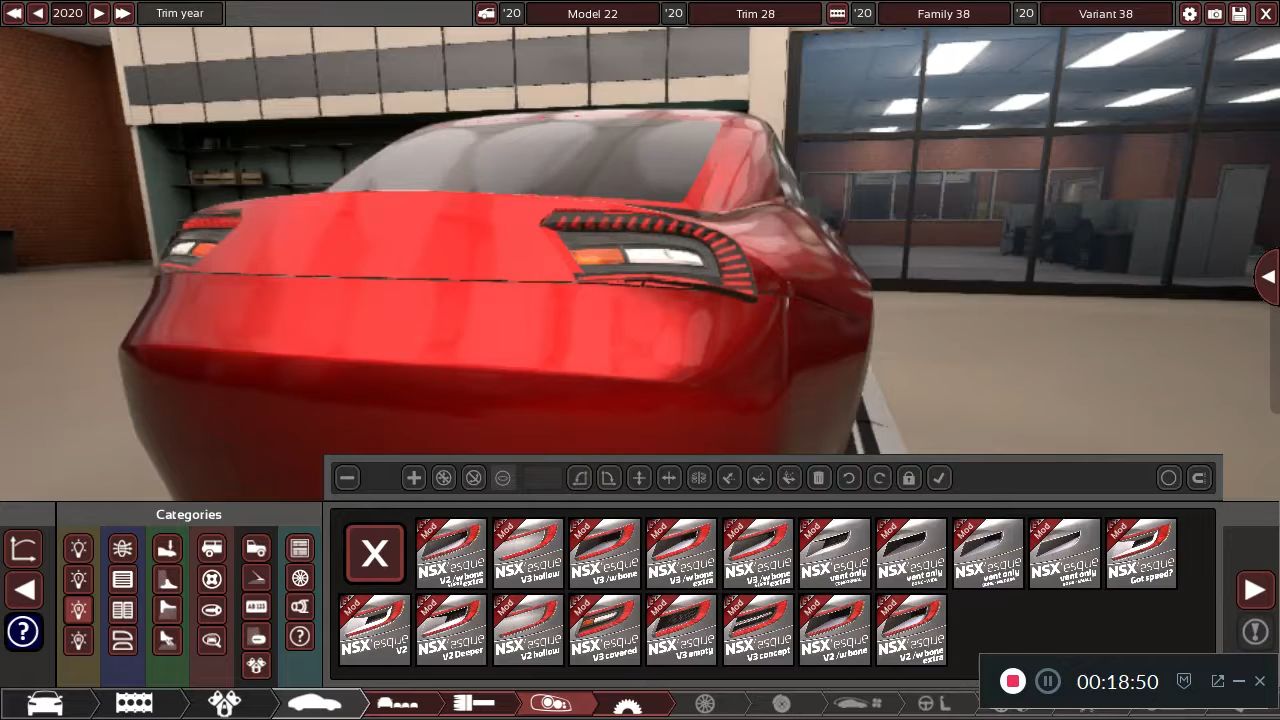 2020 Trim year '20 Model 22 '20 Trim 28 '20 Family 38 '20 Variant 38
Categories
AB 123
X
Mod NSX esque V2 /w bone extra
Mod NSX esque V3 hollow
Mod NSX esque V3 /w bone
Mod NSX esque V3 /w bone extra
Mod NSX esque
Mod NSX esque vent only
Mod NSX esque vent only
Mod NSX esque vent only
Mod NSX esque vent only
Mod NSX esque Got speed?
Mod NSX esque V2
Mod NSX esque V2 Deeper
Mod NSX esque V2 hollow
Mod NSX esque V3 covered
Mod NSX esque V3 empty
Mod NSX esque V3 concept
Mod NSX esque V2 /w bone
Mod NSX esque V2 /w bone extra
00:18:50